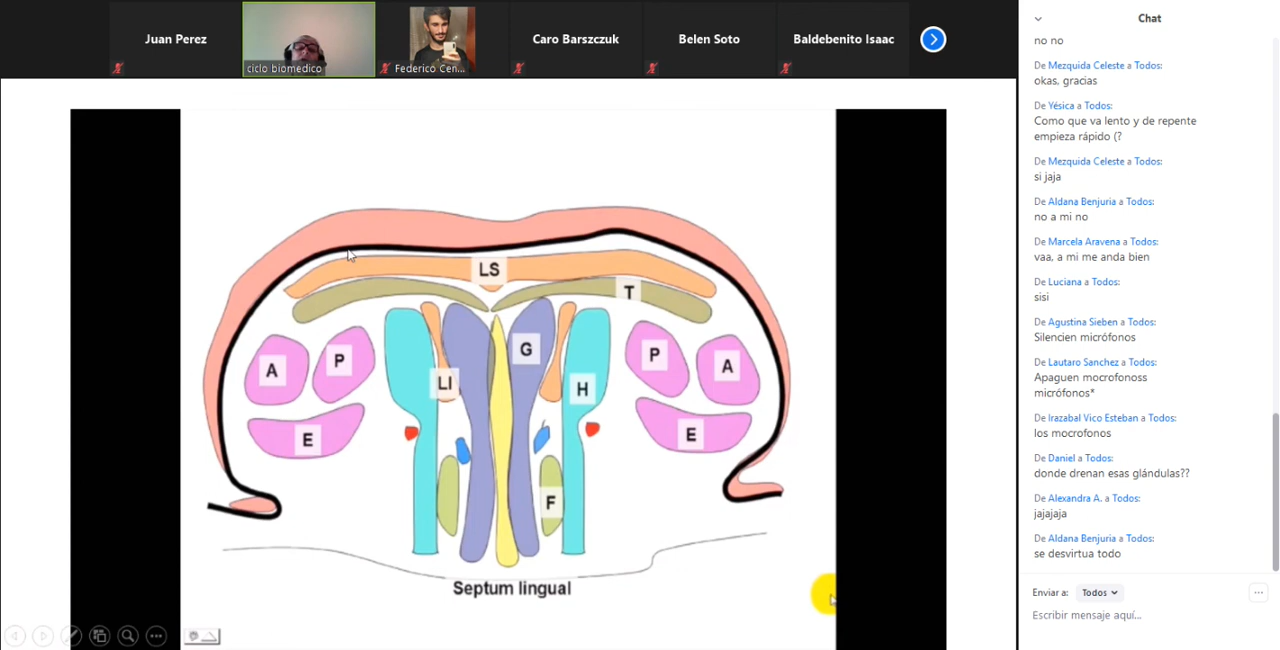 Juan Perez
ciclo biomedico
Federico Cen...
Caro Barszczuk
Belen Soto
Baldebenito Isaac
LS
T
A
P
LI
G
H
P
A
E
E
F
Septum lingual
Chat
no no
De Mezquida Celeste a Todos:
okas, gracias
De Yésica a Todos:
Como que va lento y de repente
empieza rápido (?
De Mezquida Celeste a Todos:
si jaja
De Aldana Benjuria a Todos:
no a mi no
De Marcela Aravena a Todos:
vaa, a mi me anda bien
De Luciana a Todos:
sisi
De Agustina Sieben a Todos:
Silencien micrófonos
De Lautaro Sanchez a Todos:
Apaguen mocrofonoss
micrófonos*
De Irazabal Vico Esteban a Todos:
los mocrofonos
De Daniel a Todos:
donde drenan esas glándulas??
De Alexandra A. a Todos:
jajajaja
De Aldana Benjuria a Todos:
se desvirtua todo
Enviar a: Todos
Escribir mensaje aquí...